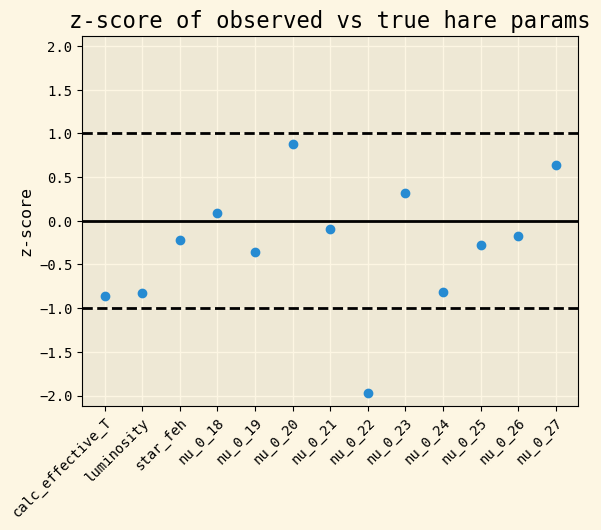 z-score of observed vs true hare params
z-score
2.0
1.5
1.0
0.5
0.0
−0.5
−1.0
−1.5
−2.0
calc_effective_T
luminosity
star_feh
nu_0_18
nu_0_19
nu_0_20
nu_0_21
nu_0_22
nu_0_23
nu_0_24
nu_0_25
nu_0_26
nu_0_27